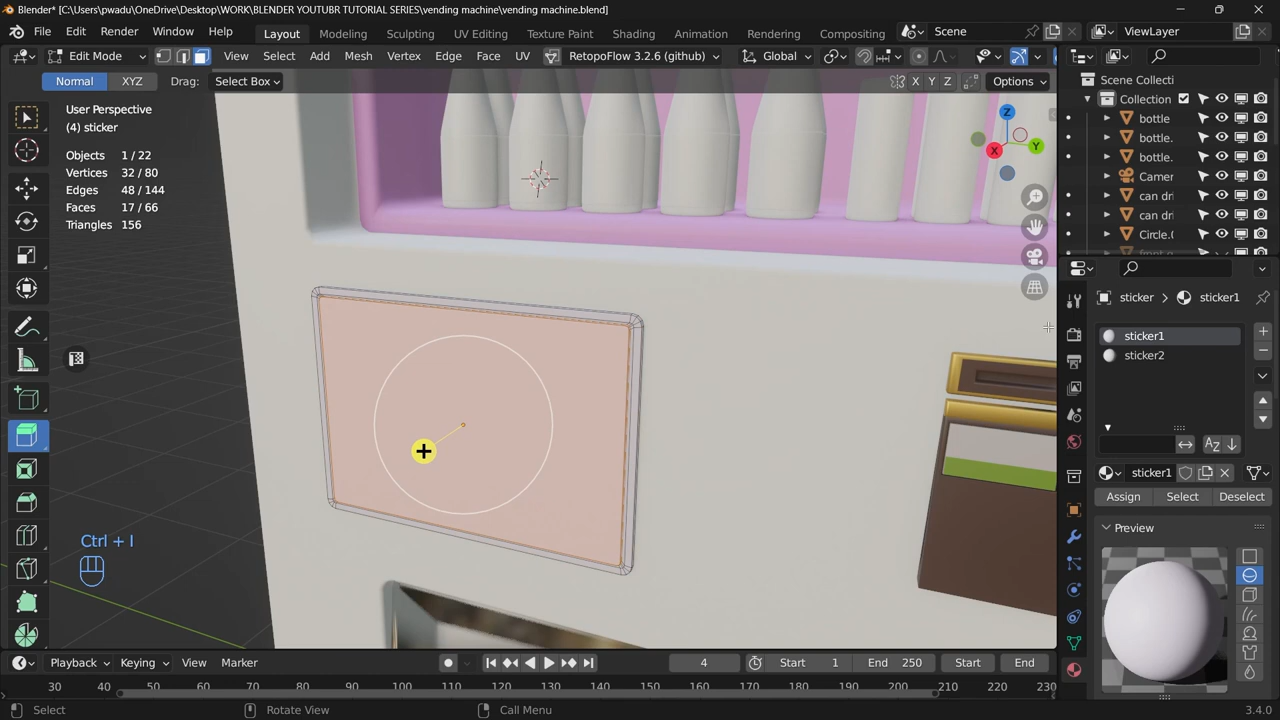 Blender* [C:\Users\pwadu\OneDrive\Desktop\WORK\BLENDER YOUTUBR TUTORIAL SERIES\vending machine\vending machine.blend]
File Edit Render Window Help Layout Modeling Sculpting UV Editing Texture Paint Shading Animation Rendering Compositing Scene ViewLayer
Edit Mode View Select Add Mesh Vertex Edge Face UV RetopoFlow 3.2.6 (github) Global
Normal XYZ Drag: Select Box X Y Z Options
User Perspective
(4) sticker
Objects 1 / 22
Vertices 32 / 80
Edges 48 / 144
Faces 17 / 66
Triangles 156
Z
Y
X
Scene Collecti
Collection
bottle
bottle.
bottle.
Camer
can dri
can dri
Circle.(
sticker > sticker1
sticker1
sticker2
sticker1
Assign Select Deselect
Preview
Ctrl + I
Playback Keying View Marker 4 Start 1 End 250 Start End
30 40 50 60 70 80 90 100 110 120 130 140 150 160 170 180 190 200 210 220 230
Select Rotate View Call Menu 3.4.0